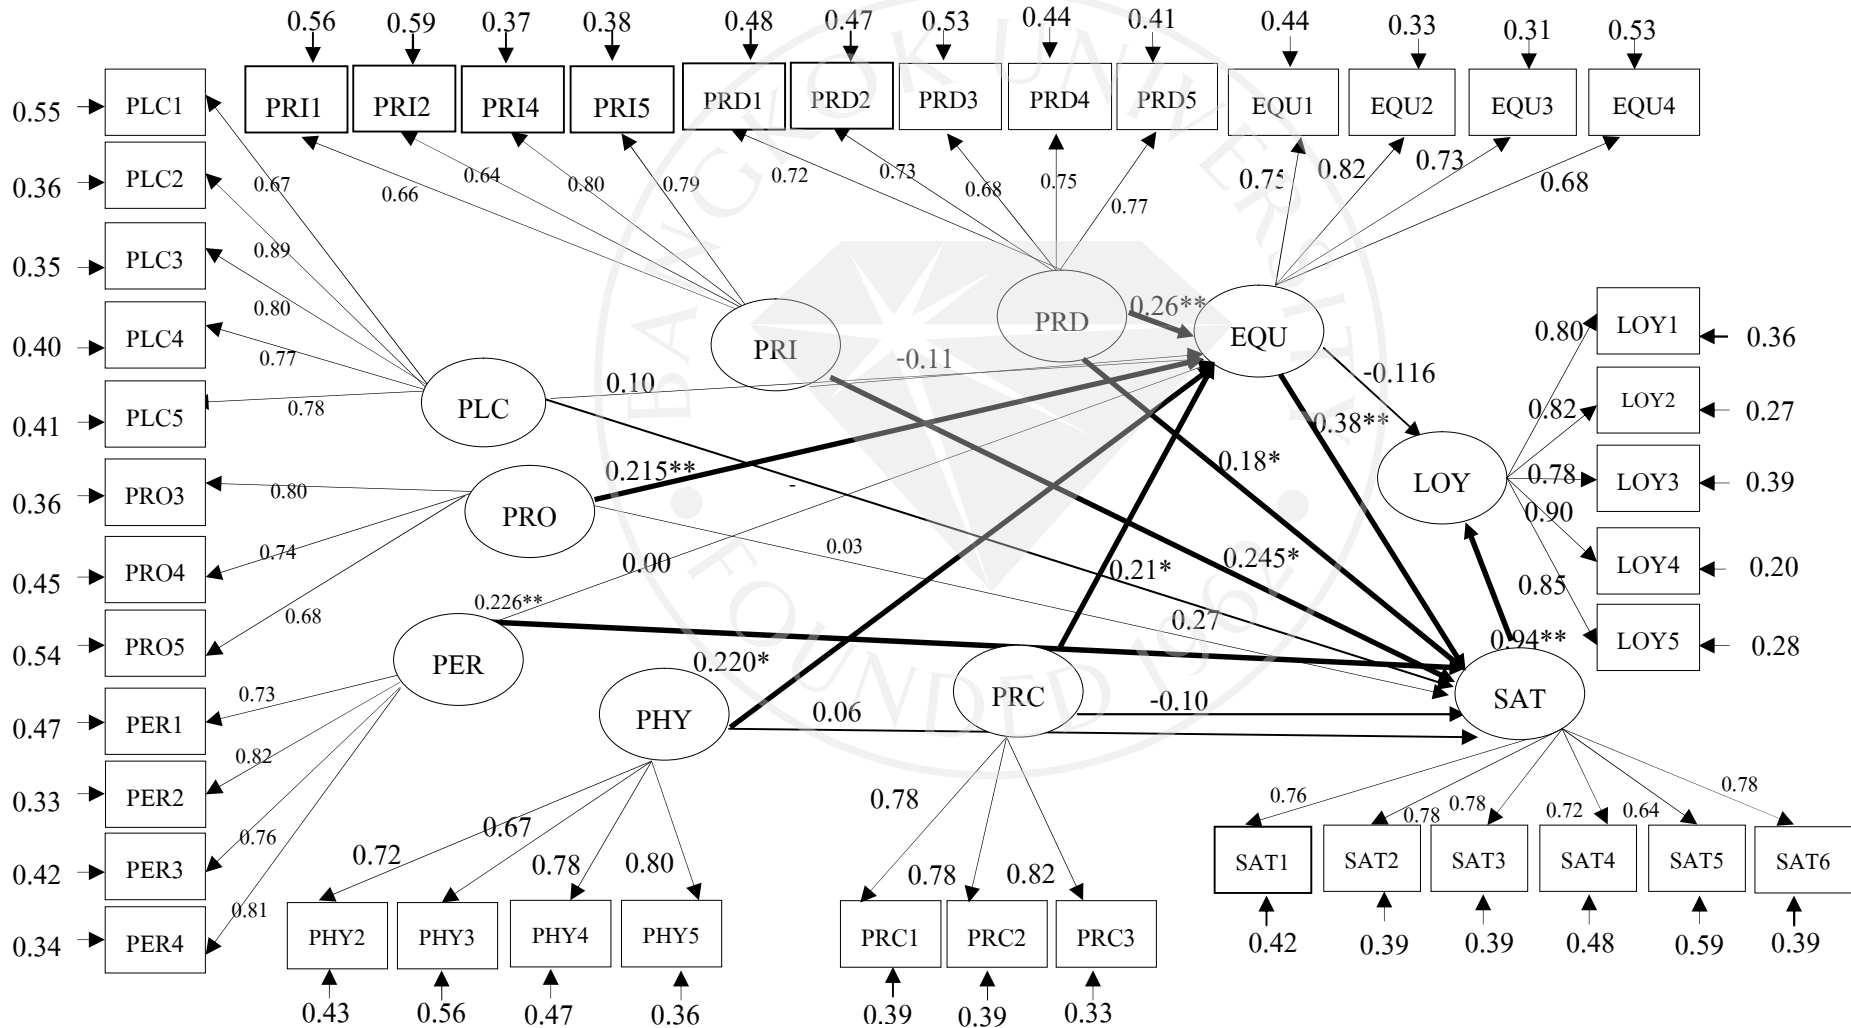 0.56 0.59 0.37 0.38 0.48 0.47 0.53 0.44 0.41 0.44 0.33 0.31 0.53
PRI1 PRI2 PRI4 PRI5 PRD1 PRD2 PRD3 PRD4 PRD5 EQU1 EQU2 EQU3 EQU4
0.55 PLC1
0.36 PLC2
0.35 PLC3
0.40 PLC4
0.41 PLC5
0.36 PRO3
0.45 PRO4
0.54 PRO5
0.47 PER1
0.33 PER2
0.42 PER3
0.34 PER4
0.67
0.89
0.80
0.77
0.78
0.80
0.74
0.68
0.73
0.82
0.76
0.81
0.66 0.64 0.80 0.79
0.72 0.73 0.68 0.75 0.77
0.75 0.82 0.73 0.68
PLC
PRI
PRD
EQU
PRO
PER
PHY
PRC
LOY
SAT
0.26**
-0.11
0.10
-0.116
0.38**
0.215**
0.18*
-
0.03
0.00
0.245*
0.21*
0.226**
0.27
0.220*
0.94**
0.06
-0.10
0.80 LOY1 0.36
0.82 LOY2 0.27
0.78 LOY3 0.39
0.90 LOY4 0.20
0.85 LOY5 0.28
0.72 0.67 0.78 0.80
PHY2 PHY3 PHY4 PHY5
0.43 0.56 0.47 0.36
0.78 0.78 0.82
PRC1 PRC2 PRC3
0.39 0.39 0.33
0.76 0.78 0.78 0.72 0.64 0.78
SAT1 SAT2 SAT3 SAT4 SAT5 SAT6
0.42 0.39 0.39 0.48 0.59 0.39
BANGKOK UNIVERSITY
FOUNDED 1962